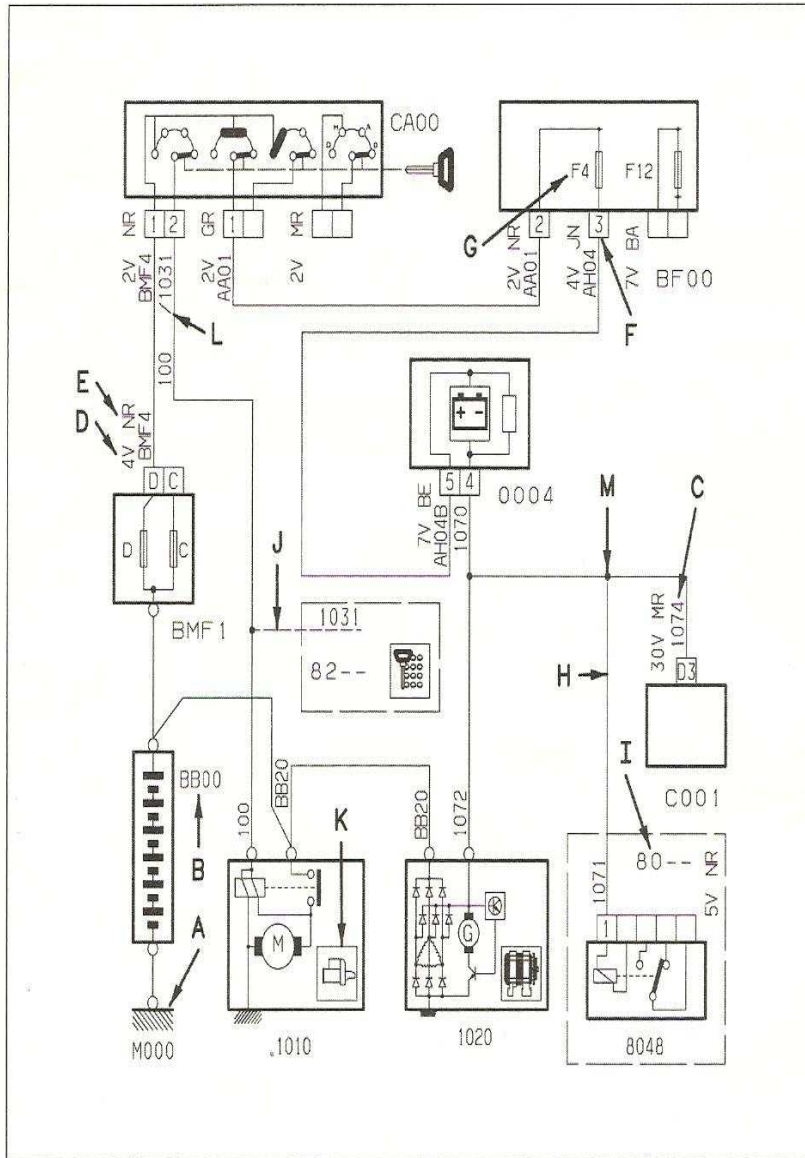 CA00
M A
D D
1 2 NR
1 GR
MR
2V BMF4
1031
2V AA01
2V
F4
F12
2 NR
3 JN
BA
2V AA01
4V AH04
7V
BF00
G
F
L
100
E
D
4V NR
BMF4
D C
D C
BMF1
+ -
5 4
0004
7V BE
AH04B
1070
M
C
J
1031
82--
30V MR
1074
D3
H
C001
I
BB00
B
A
M000
BB20
100
K
M
.1010
BB20
1072
G
1020
80--
1071
5V NR
1
8048